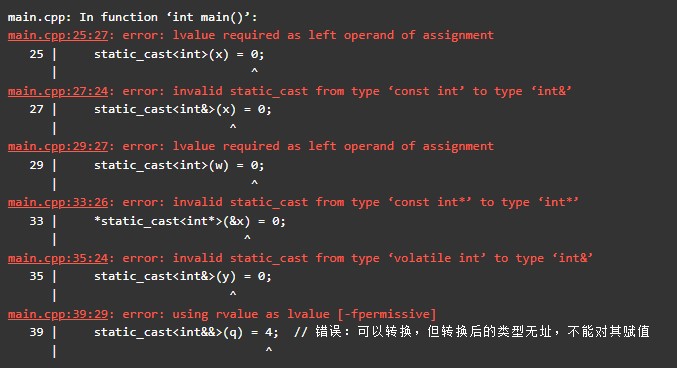 main.cpp: In function ‘int main()’:
main.cpp:25:27: error: lvalue required as left operand of assignment
   25 |     static_cast<int>(x) = 0;
      |                           ^
main.cpp:27:24: error: invalid static_cast from type ‘const int’ to type ‘int&’
   27 |     static_cast<int&>(x) = 0;
      |                        ^
main.cpp:29:27: error: lvalue required as left operand of assignment
   29 |     static_cast<int>(w) = 0;
      |                           ^
main.cpp:33:26: error: invalid static_cast from type ‘const int*’ to type ‘int*’
   33 |     *static_cast<int*>(&x) = 0;
      |                          ^
main.cpp:35:24: error: invalid static_cast from type ‘volatile int’ to type ‘int&’
   35 |     static_cast<int&>(y) = 0;
      |                        ^
main.cpp:39:29: error: using rvalue as lvalue [-fpermissive]
   39 |     static_cast<int&&>(q) = 4;  // 错误: 可以转换，但转换后的类型无址，不能对其赋值
      |                             ^